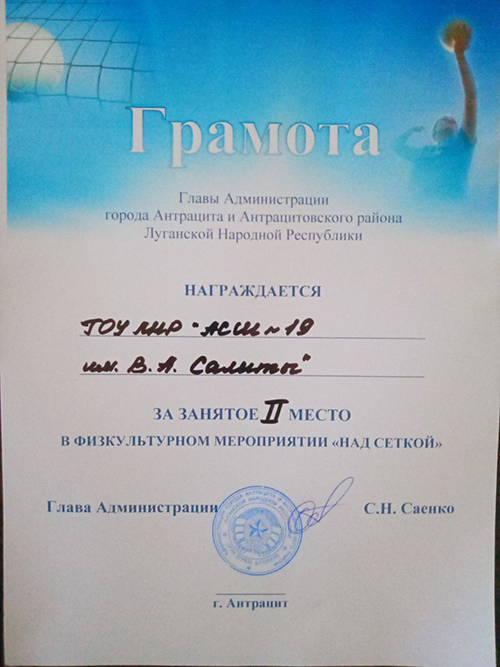 Грамота
Главы Администрации
города Антрацита и Антрацитовского района
Луганской Народной Республики
НАГРАЖДАЕТСЯ
ГОУ ЛНР "АСШ №19
им. В. А. Салиты"
ЗА ЗАНЯТОЕ II МЕСТО
В ФИЗКУЛЬТУРНОМ МЕРОПРИЯТИИ «НАД СЕТКОЙ»
Глава Администрации С.Н. Саенко
г. Антрацит